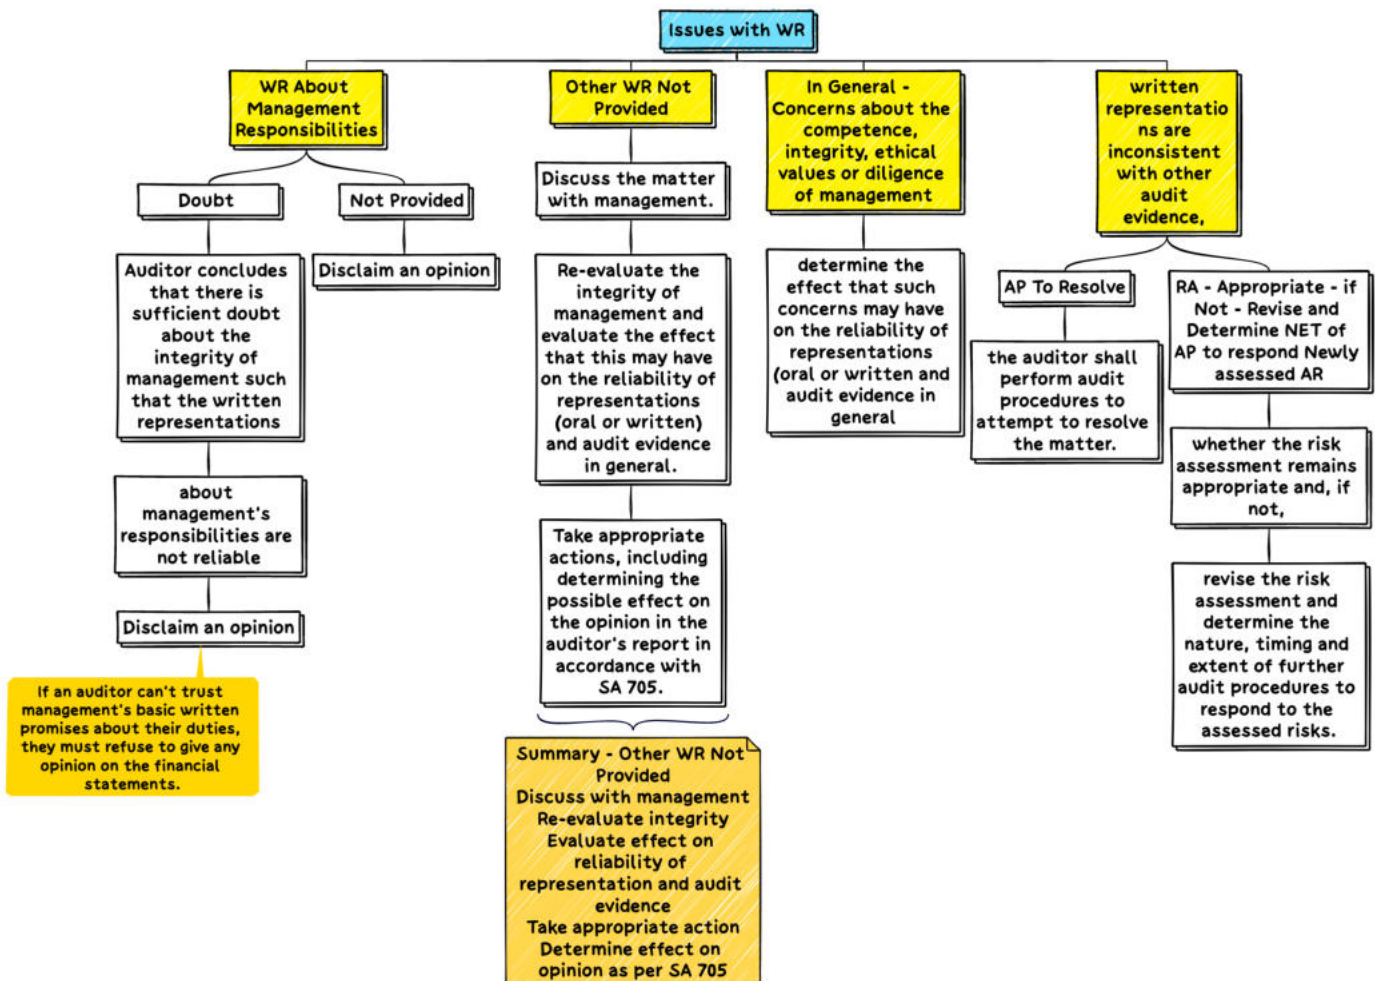 Issues with WR
WR About
Management
Responsibilities
Doubt
Auditor concludes
that there is
sufficient doubt
about the
integrity of
management such
that the written
representations
about
management's
responsibilities are
not reliable
Disclaim an opinion
If an auditor can't trust
management's basic written
promises about their duties,
they must refuse to give any
opinion on the financial
statements.
Not Provided
Disclaim an opinion
Other WR Not
Provided
Discuss the matter
with management.
Re-evaluate the
integrity of
management and
evaluate the effect
that this may have
on the reliability of
representations
(oral or written)
and audit evidence
in general.
Take appropriate
actions, including
determining the
possible effect on
the opinion in the
auditor's report in
accordance with
SA 705.
Summary - Other WR Not
Provided
Discuss with management
Re-evaluate integrity
Evaluate effect on
reliability of
representation and audit
evidence
Take appropriate action
Determine effect on
opinion as per SA 705
In General -
Concerns about the
competence,
integrity, ethical
values or diligence
of management
determine the
effect that such
concerns may have
on the reliability of
representations
(oral or written and
audit evidence in
general
written
representatio
ns are
inconsistent
with other
audit
evidence,
AP To Resolve
the auditor shall
perform audit
procedures to
attempt to resolve
the matter.
RA - Appropriate - if
Not - Revise and
Determine NET of
AP to respond Newly
assessed AR
whether the risk
assessment remains
appropriate and, if
not,
revise the risk
assessment and
determine the
nature, timing and
extent of further
audit procedures to
respond to the
assessed risks.